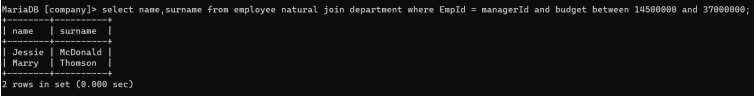 MariaDB [company]> select name,surname from employee natural join department where EmpId = managerId and budget between 14500000 and 37000000;
+--------+----------+
| name   | surname  |
+--------+----------+
| Jessie | McDonald |
| Marry  | Thomson  |
+--------+----------+
2 rows in set (0.000 sec)